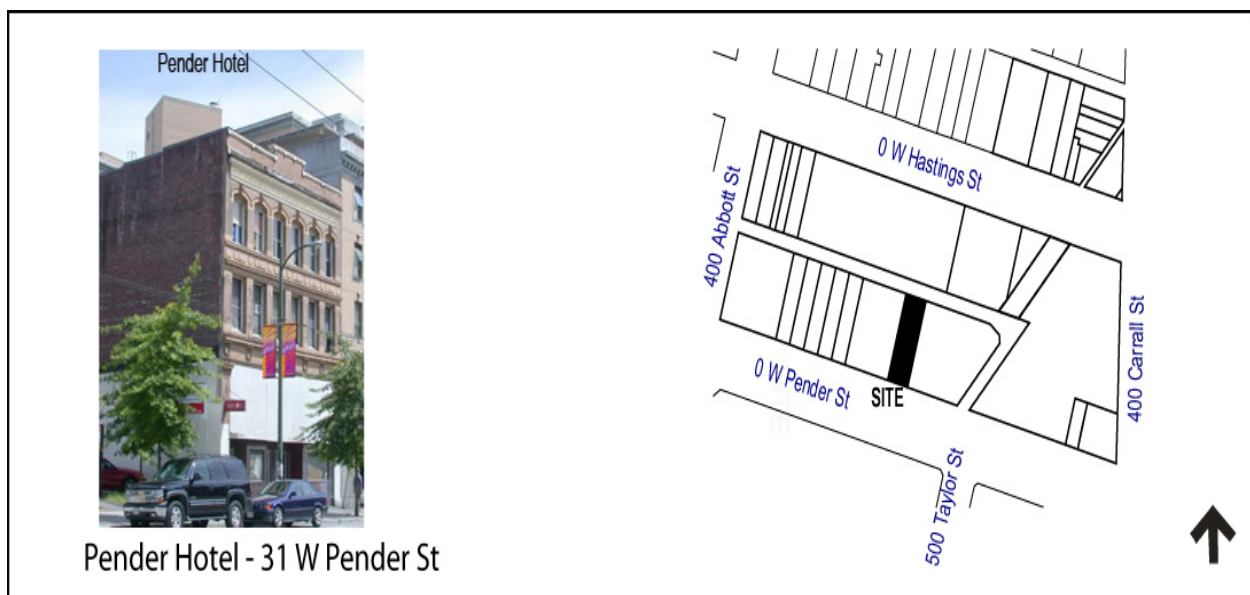 Pender Hotel
Pender Hotel - 31 W Pender St
0 W Hastings St
400 Abbott St
400 Carrall St
0 W Pender St
SITE
500 Taylor St